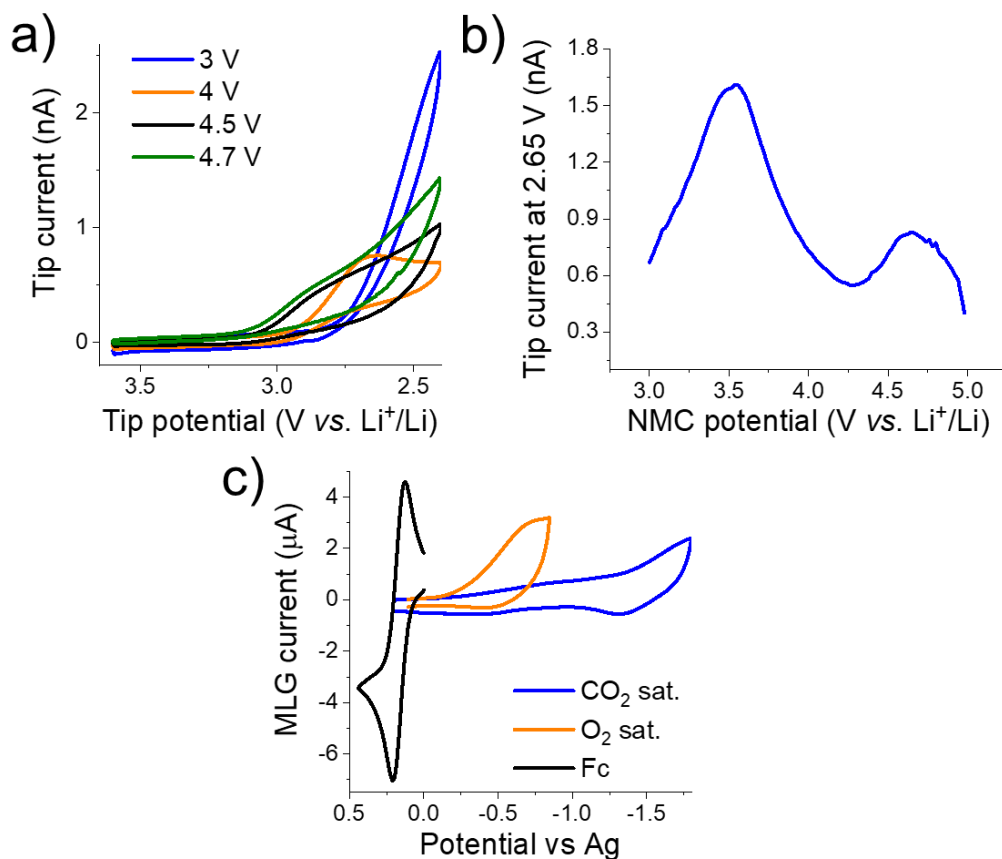 a)
3 V
4 V
4.5 V
4.7 V
2
1
0
3.5
3.0
2.5
Tip current (nA)
Tip potential (V vs. Li⁺/Li)
b)
1.8
1.5
1.2
0.9
0.6
0.3
3.0
3.5
4.0
4.5
5.0
Tip current at 2.65 V (nA)
NMC potential (V vs. Li⁺/Li)
c)
4
2
0
-2
-4
-6
0.5
0.0
-0.5
-1.0
-1.5
MLG current (μA)
CO₂ sat.
O₂ sat.
Fc
Potential vs Ag